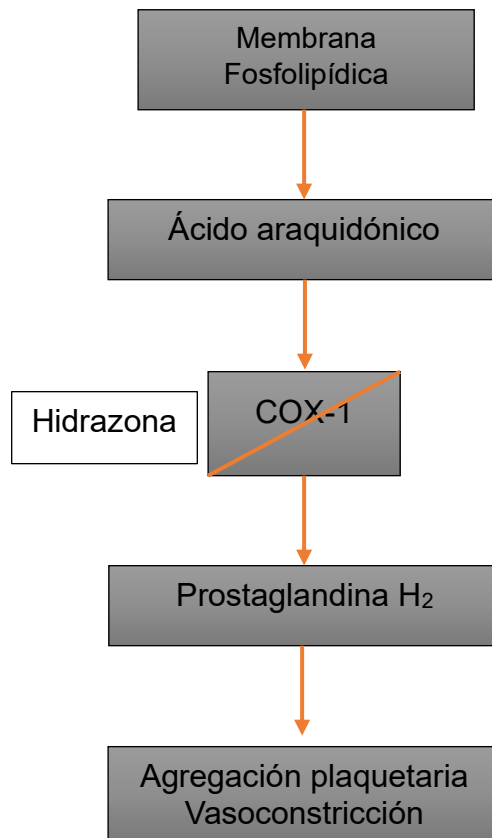 Membrana
Fosfolipídica
Ácido araquidónico
Hidrazona
COX-1
Prostaglandina H₂
Agregación plaquetaria
Vasoconstricción